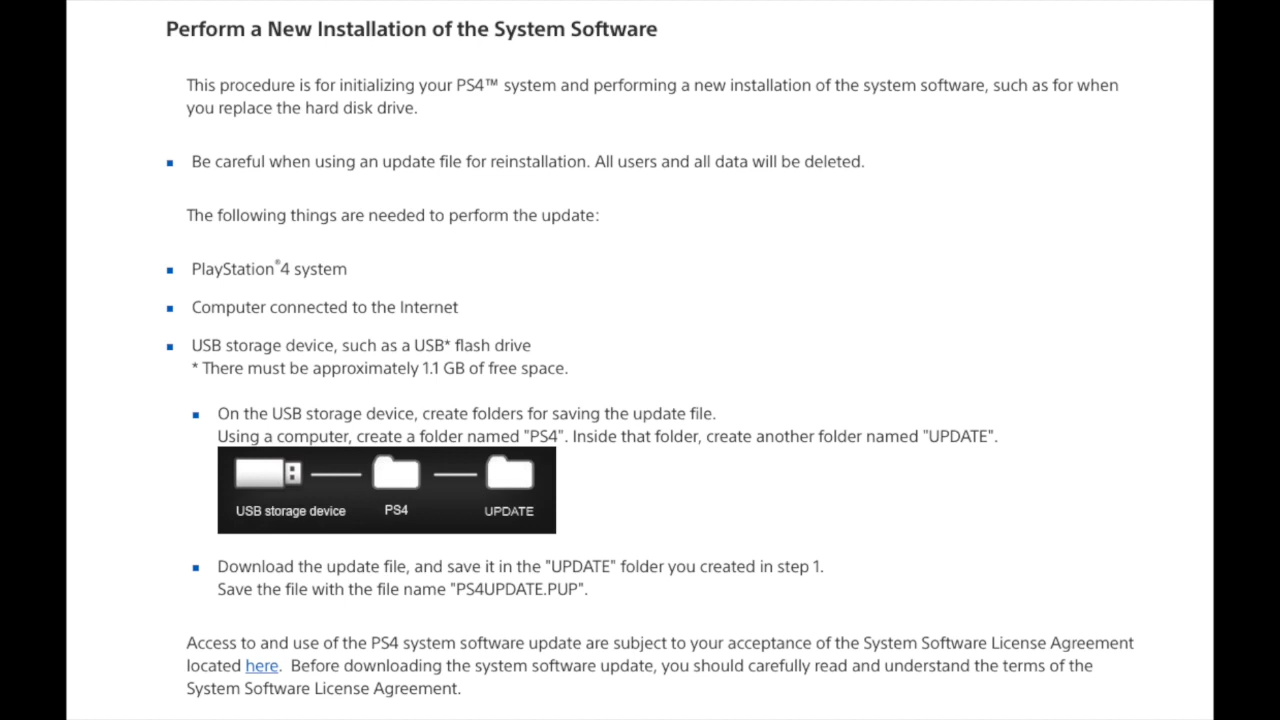 Perform a New Installation of the System Software
This procedure is for initializing your PS4™ system and performing a new installation of the system software, such as for when
you replace the hard disk drive.
Be careful when using an update file for reinstallation. All users and all data will be deleted.
The following things are needed to perform the update:
PlayStation®4 system
Computer connected to the Internet
USB storage device, such as a USB* flash drive
* There must be approximately 1.1 GB of free space.
On the USB storage device, create folders for saving the update file.
Using a computer, create a folder named "PS4". Inside that folder, create another folder named "UPDATE".
USB storage device PS4 UPDATE
Download the update file, and save it in the "UPDATE" folder you created in step 1.
Save the file with the file name "PS4UPDATE.PUP".
Access to and use of the PS4 system software update are subject to your acceptance of the System Software License Agreement
located here. Before downloading the system software update, you should carefully read and understand the terms of the
System Software License Agreement.